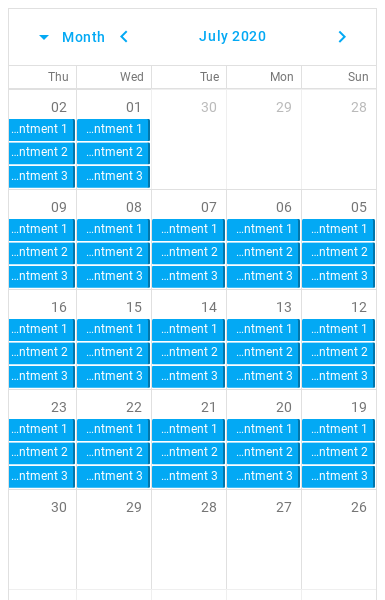 Month July 2020
Thu Wed Tue Mon Sun
02 01 30 29 28
...ntment 1 ...ntment 1
...ntment 2 ...ntment 2
...ntment 3 ...ntment 3
09 08 07 06 05
...ntment 1 ...ntment 1 ...ntment 1 ...ntment 1 ...ntment 1
...ntment 2 ...ntment 2 ...ntment 2 ...ntment 2 ...ntment 2
...ntment 3 ...ntment 3 ...ntment 3 ...ntment 3 ...ntment 3
16 15 14 13 12
...ntment 1 ...ntment 1 ...ntment 1 ...ntment 1 ...ntment 1
...ntment 2 ...ntment 2 ...ntment 2 ...ntment 2 ...ntment 2
...ntment 3 ...ntment 3 ...ntment 3 ...ntment 3 ...ntment 3
23 22 21 20 19
...ntment 1 ...ntment 1 ...ntment 1 ...ntment 1 ...ntment 1
...ntment 2 ...ntment 2 ...ntment 2 ...ntment 2 ...ntment 2
...ntment 3 ...ntment 3 ...ntment 3 ...ntment 3 ...ntment 3
30 29 28 27 26